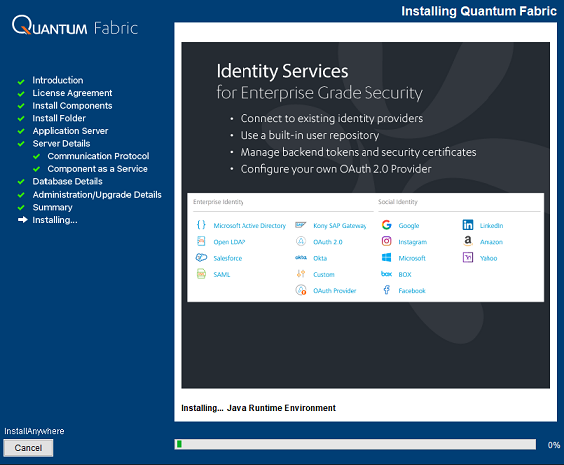 Installing Quantum Fabric
QUANTUM Fabric
Introduction
License Agreement
Install Components
Install Folder
Application Server
Server Details
Communication Protocol
Component as a Service
Database Details
Administration/Upgrade Details
Summary
Installing...
Identity Services
for Enterprise Grade Security
• Connect to existing identity providers
• Use a built-in user repository
• Manage backend tokens and security certificates
• Configure your own OAuth 2.0 Provider
Enterprise Identity
Social Identity
Microsoft Active Directory
Kony SAP Gateway
Google
LinkedIn
Open LDAP
OAuth 2.0
Instagram
Amazon
Salesforce
okta
Okta
Microsoft
Yahoo
SAML
Custom
box
BOX
OAuth Provider
Facebook
Installing... Java Runtime Environment
InstallAnywhere
Cancel
0%